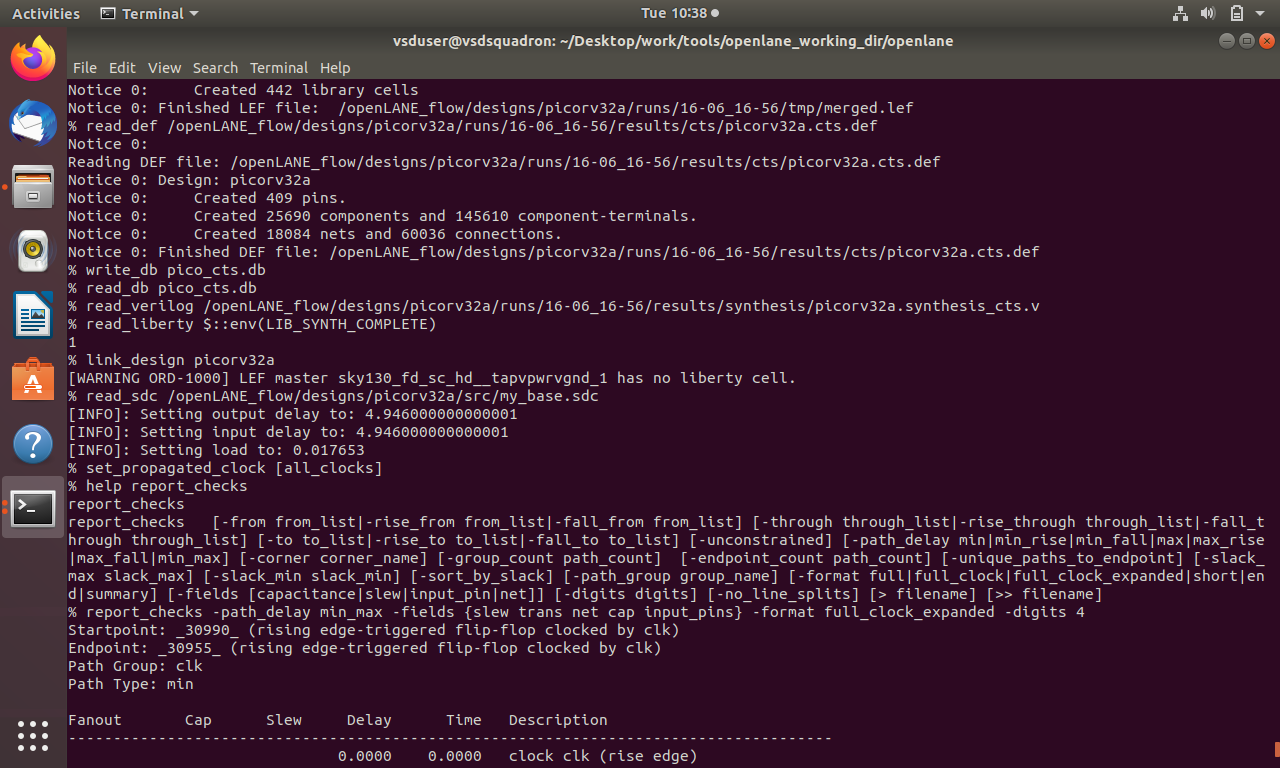 Activities Terminal Tue 10:38
vsduser@vsdsquadron: ~/Desktop/work/tools/openlane_working_dir/openlane
File Edit View Search Terminal Help
Notice 0:     Created 442 library cells
Notice 0: Finished LEF file:  /openLANE_flow/designs/picorv32a/runs/16-06_16-56/tmp/merged.lef
% read_def /openLANE_flow/designs/picorv32a/runs/16-06_16-56/results/cts/picorv32a.cts.def
Notice 0:
Reading DEF file: /openLANE_flow/designs/picorv32a/runs/16-06_16-56/results/cts/picorv32a.cts.def
Notice 0: Design: picorv32a
Notice 0:     Created 409 pins.
Notice 0:     Created 25690 components and 145610 component-terminals.
Notice 0:     Created 18084 nets and 60036 connections.
Notice 0: Finished DEF file: /openLANE_flow/designs/picorv32a/runs/16-06_16-56/results/cts/picorv32a.cts.def
% write_db pico_cts.db
% read_db pico_cts.db
% read_verilog /openLANE_flow/designs/picorv32a/runs/16-06_16-56/results/synthesis/picorv32a.synthesis_cts.v
% read_liberty $::env(LIB_SYNTH_COMPLETE)
1
% link_design picorv32a
[WARNING ORD-1000] LEF master sky130_fd_sc_hd__tapvpwrvgnd_1 has no liberty cell.
% read_sdc /openLANE_flow/designs/picorv32a/src/my_base.sdc
[INFO]: Setting output delay to: 4.946000000000001
[INFO]: Setting input delay to: 4.946000000000001
[INFO]: Setting load to: 0.017653
% set_propagated_clock [all_clocks]
% help report_checks
report_checks
report_checks   [-from from_list|-rise_from from_list|-fall_from from_list] [-through through_list|-rise_through through_list|-fall_t
hrough through_list] [-to to_list|-rise_to to_list|-fall_to to_list] [-unconstrained] [-path_delay min|min_rise|min_fall|max|max_rise
|max_fall|min_max] [-corner corner_name] [-group_count path_count]  [-endpoint_count path_count] [-unique_paths_to_endpoint] [-slack_
max slack_max] [-slack_min slack_min] [-sort_by_slack] [-path_group group_name] [-format full|full_clock|full_clock_expanded|short|en
d|summary] [-fields [capacitance|slew|input_pin|net]] [-digits digits] [-no_line_splits] [> filename] [>> filename]
% report_checks -path_delay min_max -fields {slew trans net cap input_pins} -format full_clock_expanded -digits 4
Startpoint: _30990_ (rising edge-triggered flip-flop clocked by clk)
Endpoint: _30955_ (rising edge-triggered flip-flop clocked by clk)
Path Group: clk
Path Type: min
Fanout       Cap      Slew     Delay      Time   Description
-------------------------------------------------------------------------------------
0.0000    0.0000   clock clk (rise edge)